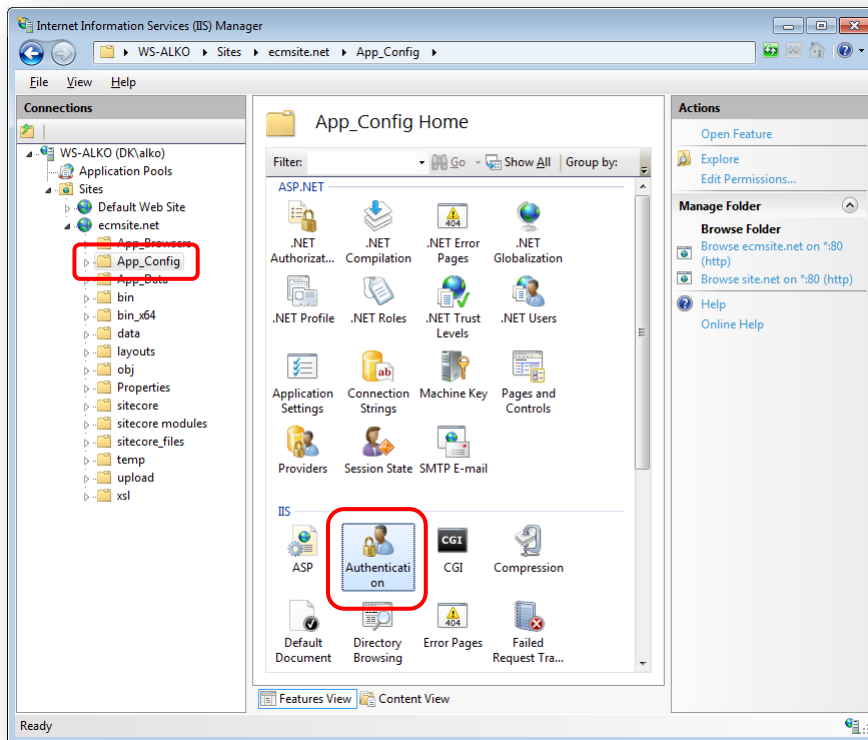 Internet Information Services (IIS) Manager
WS-ALKO Sites ecmsite.net App_Config
File View Help
Connections
WS-ALKO (DK\alko)
Application Pools
Sites
Default Web Site
ecmsite.net
App_Browsers
App_Config
App_Data
bin
bin_x64
data
layouts
obj
Properties
sitecore
sitecore modules
sitecore_files
temp
upload
xsl
App_Config Home
Filter: Go Show All Group by:
ASP.NET
.NET Authorizat...
.NET Compilation
.NET Error Pages
.NET Globalization
.NET Profile
.NET Roles
.NET Trust Levels
.NET Users
Application Settings
Connection Strings
Machine Key
Pages and Controls
Providers
Session State
SMTP E-mail
IIS
ASP
Authenticati
on
CGI
Compression
Default Document
Directory Browsing
Error Pages
Failed Request Tra...
Features View Content View
Actions
Open Feature
Explore
Edit Permissions...
Manage Folder
Browse Folder
Browse ecmsite.net on *:80
(http)
Browse site.net on *:80 (http)
Help
Online Help
Ready